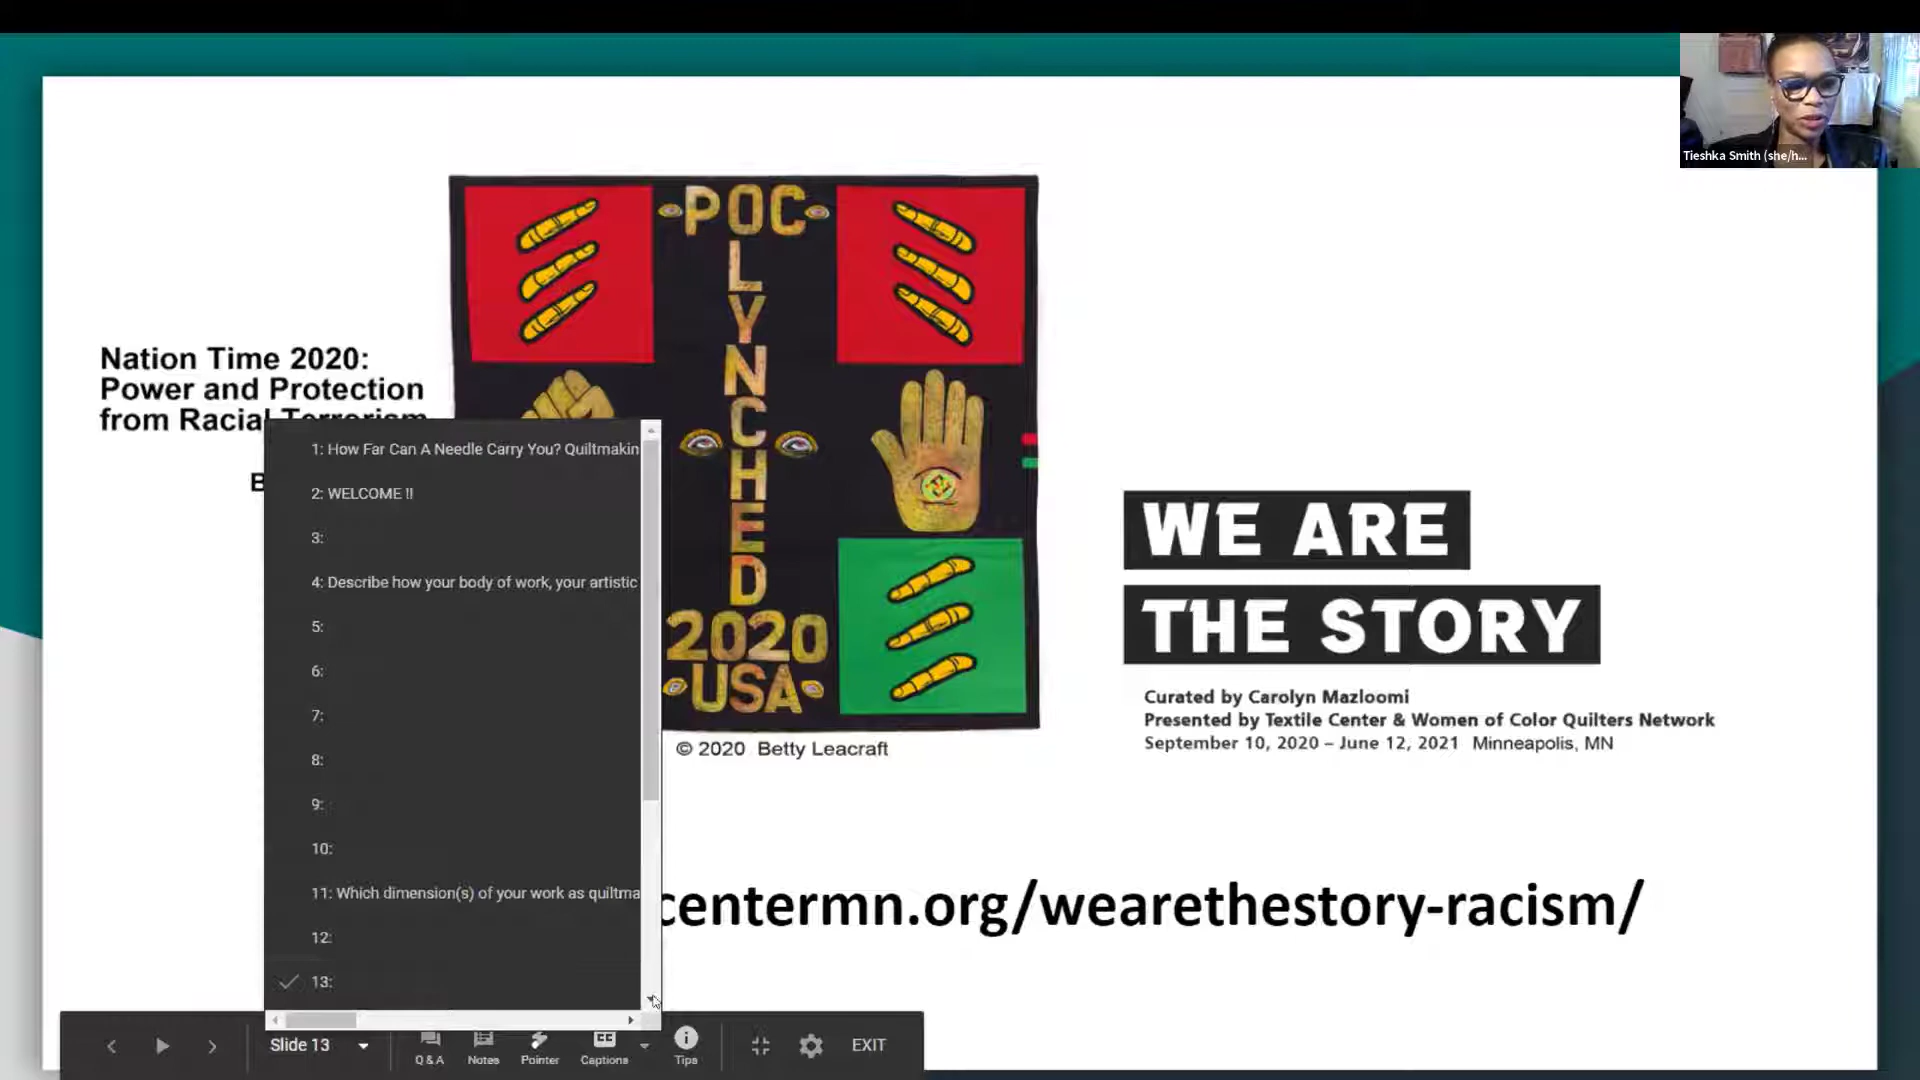 Tieshka Smith (she/h...
POC
LYNCHED
2020
USA
Nation Time 2020:
Power and Protection
from Racial Terrorism
B
© 2020 Betty Leacraft
WE ARE
THE STORY
Curated by Carolyn Mazloomi
Presented by Textile Center & Women of Color Quilters Network
September 10, 2020 – June 12, 2021 Minneapolis, MN
centermn.org/wearethestory-racism/
1: How Far Can A Needle Carry You? Quiltmakin
2: WELCOME !!
3:
4: Describe how your body of work, your artistic
5:
6:
7:
8:
9:
10:
11: Which dimension(s) of your work as quiltma
12:
13:
Slide 13
Q & A
Notes
Pointer
Captions
Tips
EXIT